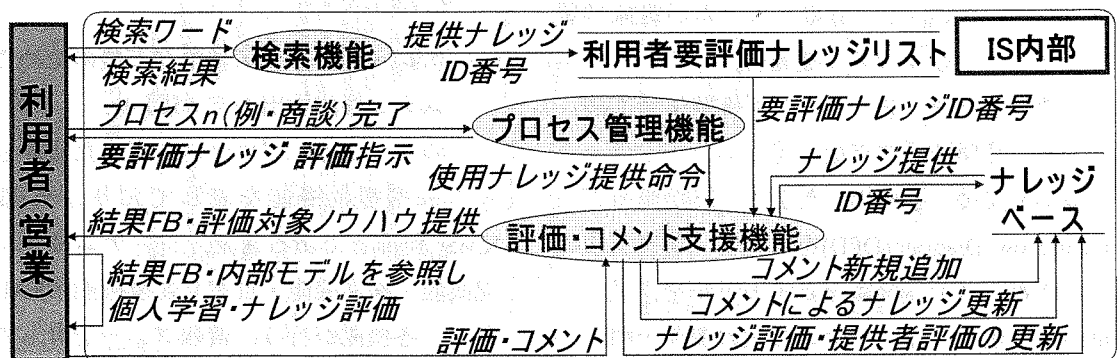 検索ワード
検索結果
検索機能
提供ナレッジ
ID番号
利用者要評価ナレッジリスト
IS内部
利用者(営業)
プロセスn(例・商談)完了
要評価ナレッジ 評価指示
プロセス管理機能
要評価ナレッジID番号
使用ナレッジ提供命令
ナレッジ提供
ID番号
ナレッジ
ベース
結果FB・評価対象ノウハウ提供
評価・コメント支援機能
結果FB・内部モデルを参照し
個人学習・ナレッジ評価
コメント新規追加
コメントによるナレッジ更新
評価・コメント
ナレッジ評価・提供者評価の更新